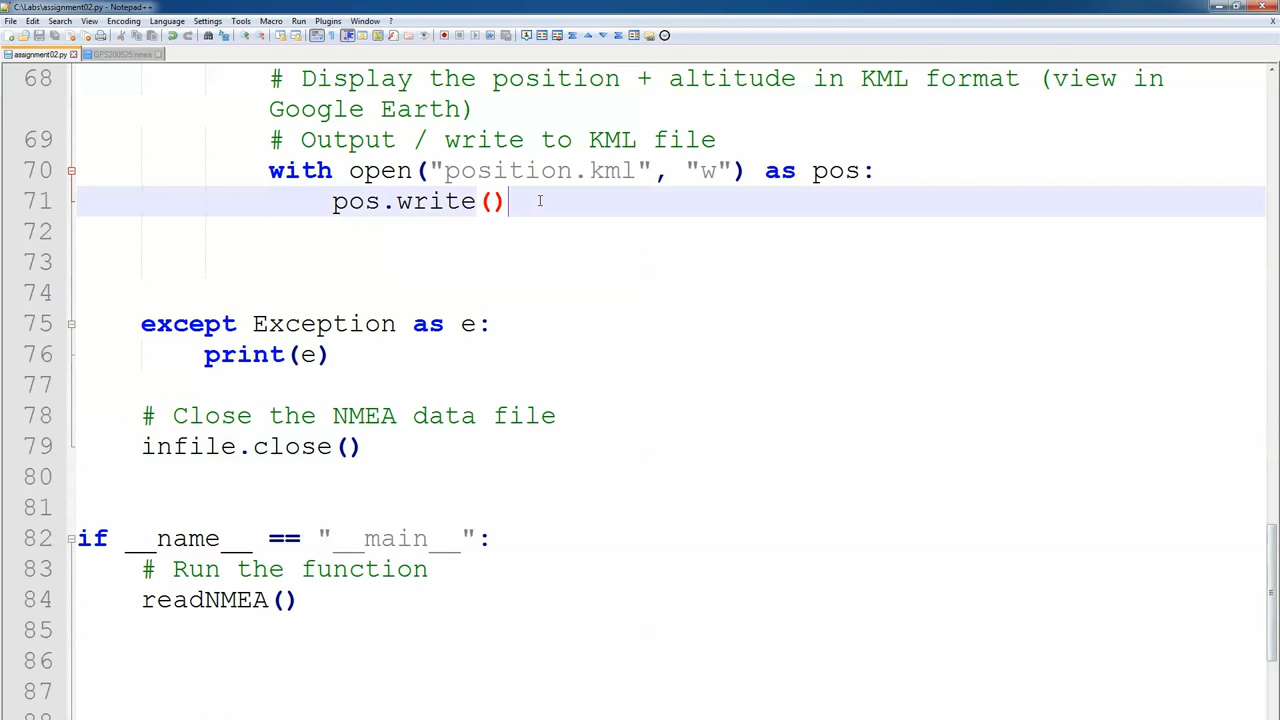 C:\Labs\assignment02.py - Notepad++
File Edit Search View Encoding Language Settings Tools Macro Run Plugins Window ?
assignment02.py GPS200525.nmea
68 # Display the position + altitude in KML format (view in
Google Earth)
69 # Output / write to KML file
70 with open("position.kml", "w") as pos:
71 pos.write()
72
73
74
75 except Exception as e:
76 print(e)
77
78 # Close the NMEA data file
79 infile.close()
80
81
82 if __name__ == "__main__":
83 # Run the function
84 readNMEA()
85
86
87
88